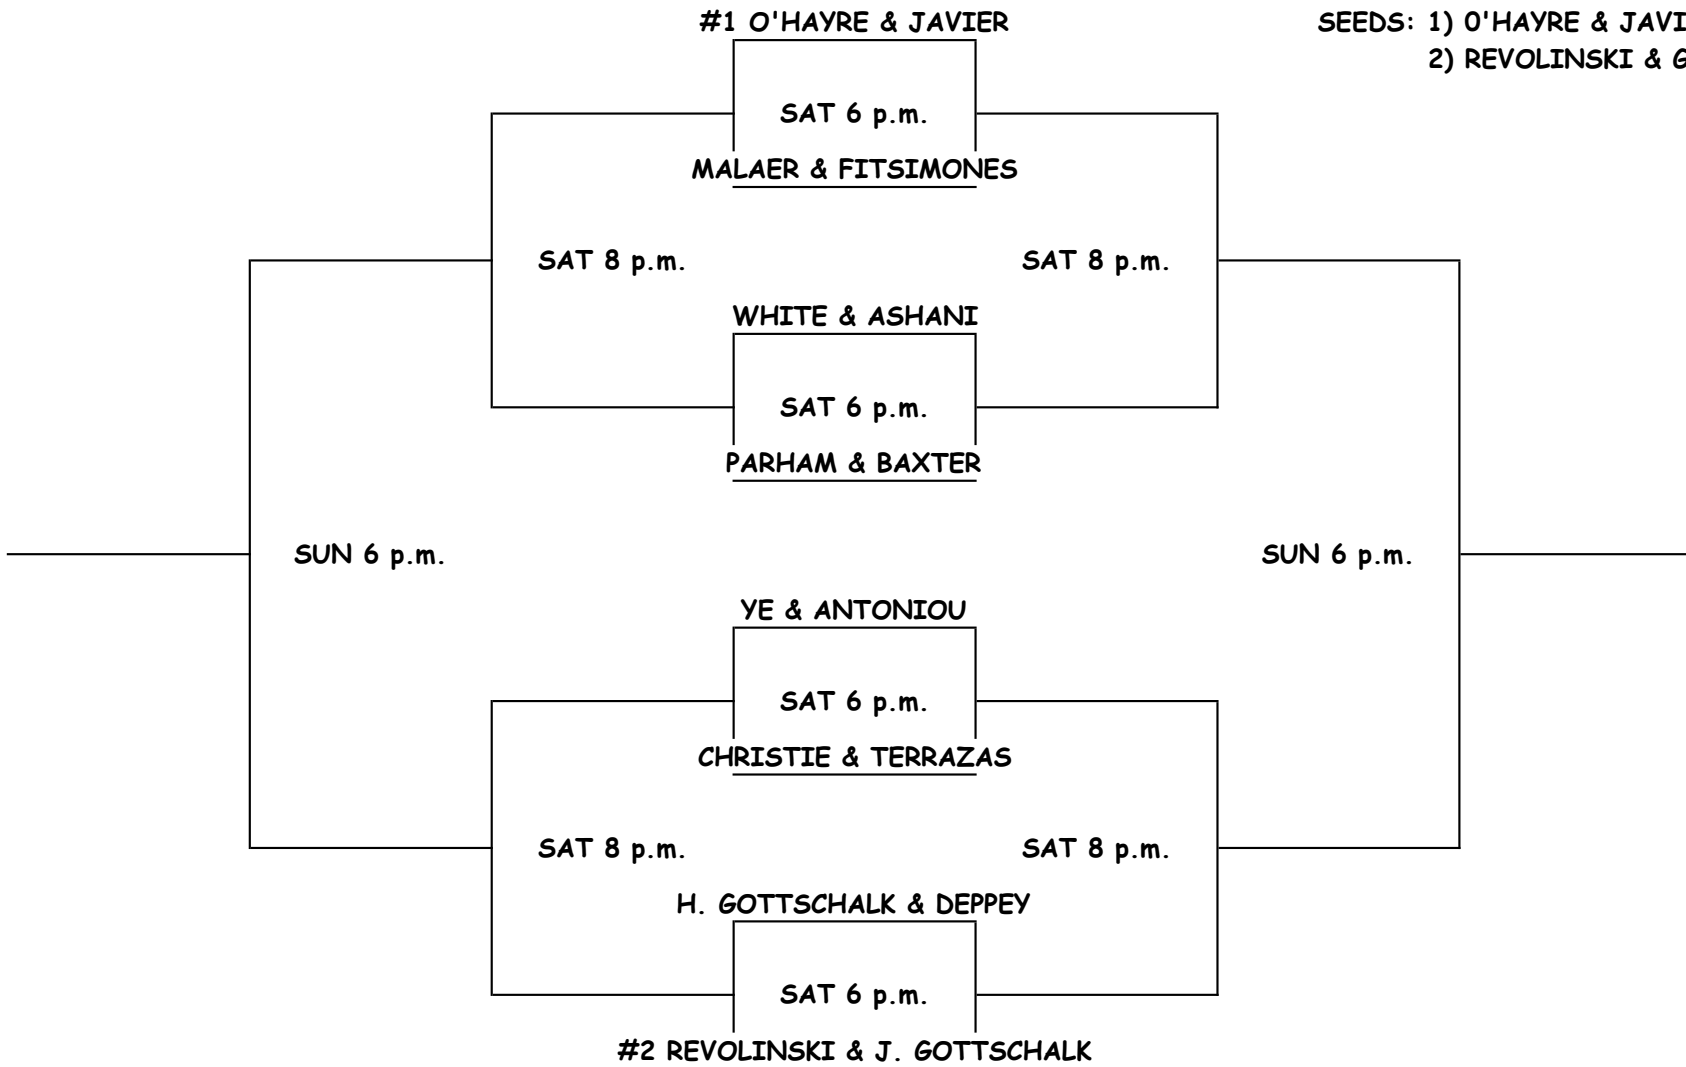 #1 O'HAYRE & JAVIER
SEEDS: 1) 0'HAYRE & JAVI
2) REVOLINSKI & G
SAT 6 p.m.
MALAER & FITSIMONES
SAT 8 p.m.
SAT 8 p.m.
WHITE & ASHANI
SAT 6 p.m.
PARHAM & BAXTER
SUN 6 p.m.
SUN 6 p.m.
YE & ANTONIOU
SAT 6 p.m.
CHRISTIE & TERRAZAS
SAT 8 p.m.
SAT 8 p.m.
H. GOTTSCHALK & DEPPEY
SAT 6 p.m.
#2 REVOLINSKI & J. GOTTSCHALK